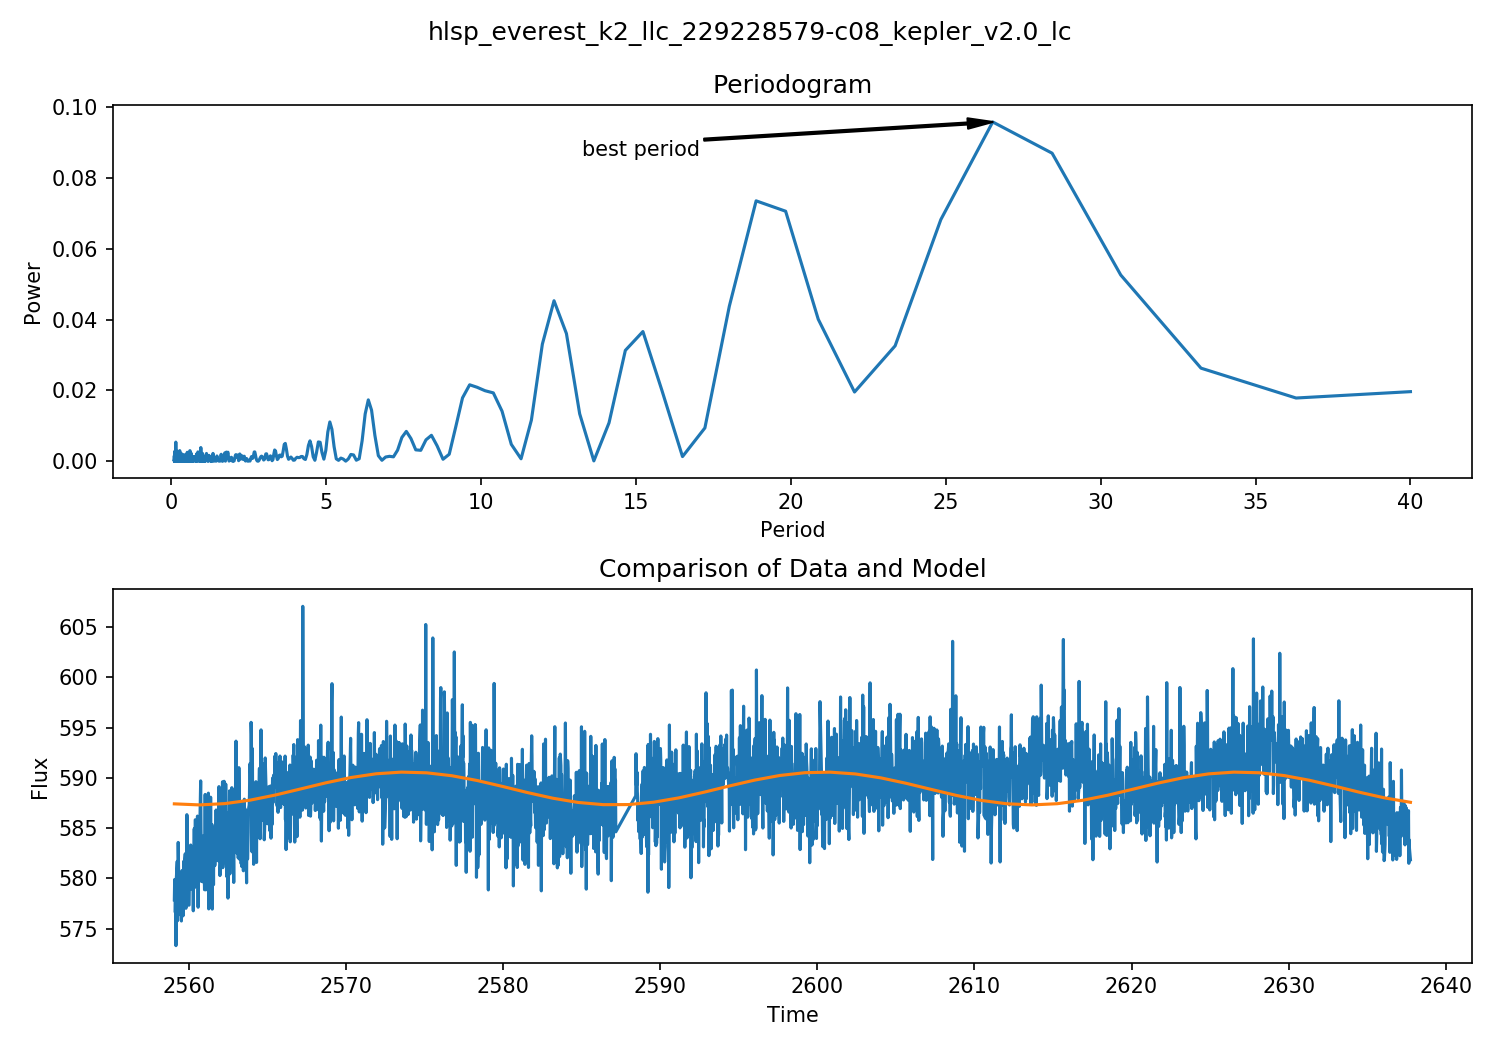 hlsp_everest_k2_llc_229228579-c08_kepler_v2.0_lc
Periodogram
0.10
0.08
0.06
0.04
0.02
0.00
Power
best period
0 5 10 15 20 25 30 35 40
Period
Comparison of Data and Model
605
600
595
590
585
580
575
Flux
2560 2570 2580 2590 2600 2610 2620 2630 2640
Time